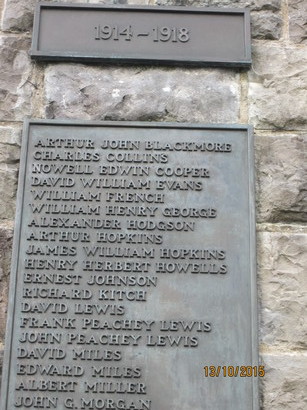 1914–1918
ARTHUR JOHN BLACKMORE
CHARLES COLLINS
NOWELL EDWIN COOPER
DAVID WILLIAM EVANS
WILLIAM FRENCH
WILLIAM HENRY GEORGE
ALEXANDER HODGSON
ARTHUR HOPKINS
JAMES WILLIAM HOPKINS
HENRY HERBERT HOWELLS
ERNEST JOHNSON
RICHARD KITCH
DAVID LEWIS
FRANK PEACHEY LEWIS
JOHN PEACHEY LEWIS
DAVID MILES
EDWARD MILES
ALBERT MILLER
JOHN G. MORGAN
13/10/2015